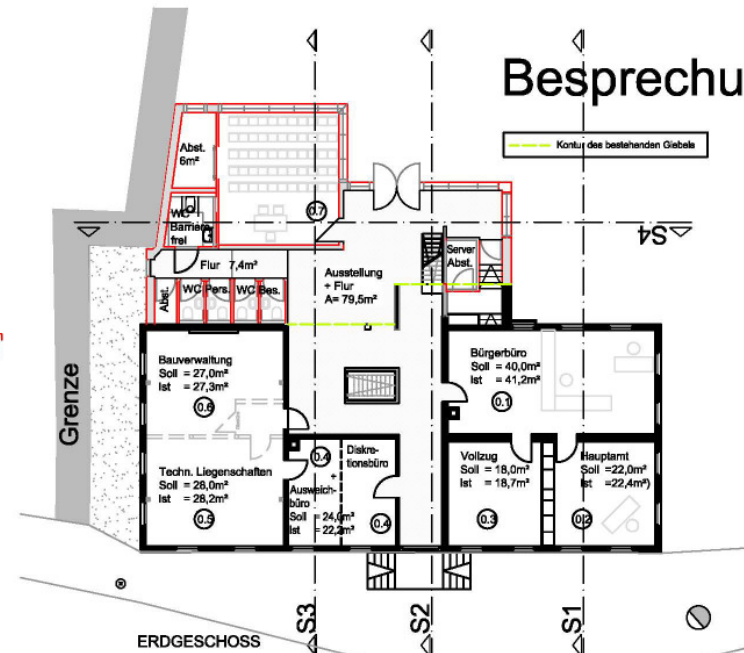 Besprechu
Kontur des bestehenden Giebels
Abst.
6m²
0.7
WC
Barriere
frei
S4
Flur 7,4m²
Server
Abst.
Abst.
WC Pers.
WC Bes.
Ausstellung
+ Flur
A= 79,5m²
Grenze
Bauverwaltung
Soll = 27,0m²
Ist = 27,3m²
0.6
Bürgerbüro
Soll = 40,0m²
Ist = 41,2m²
0.1
Techn. Liegenschaften
Soll = 28,0m²
Ist = 28,2m²
0.5
0.4
Diskre-
tionsbüro
+
Ausweich-
büro
Soll = 24,0m²
Ist = 22,2m²
0.4
Vollzug
Soll = 18,0m²
Ist = 18,7m²
0.3
Hauptamt
Soll =22,0m²
Ist =22,4m²)
0.2
S3
S2
S1
ERDGESCHOSS